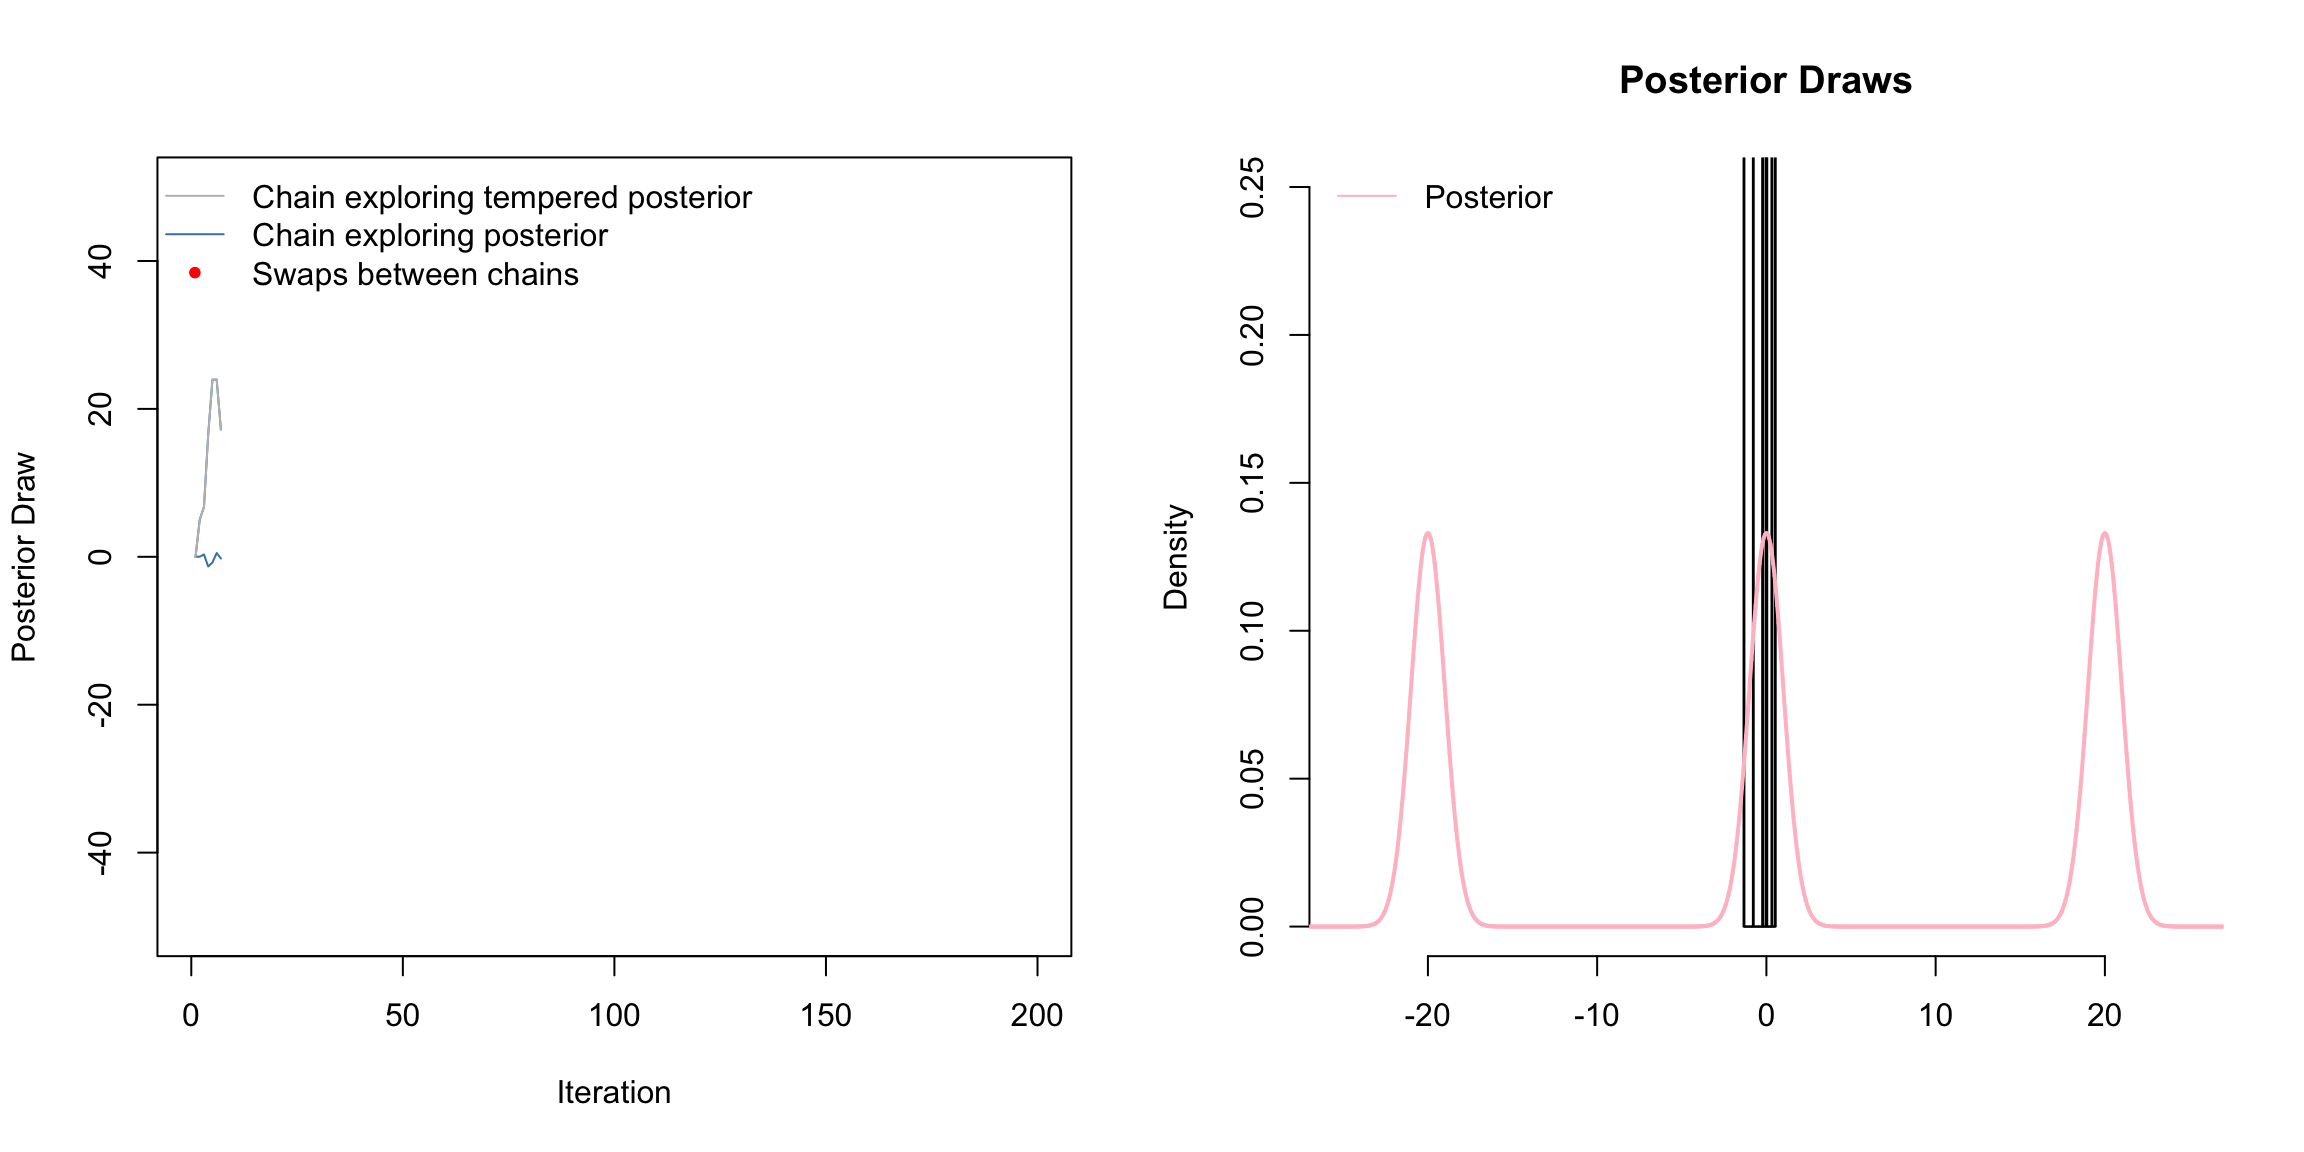 Chain exploring tempered posterior
Chain exploring posterior
Swaps between chains
Posterior Draw
40
20
0
-20
-40
0 50 100 150 200
Iteration
Posterior Draws
Posterior
Density
0.25
0.20
0.15
0.10
0.05
0.00
-20 -10 0 10 20